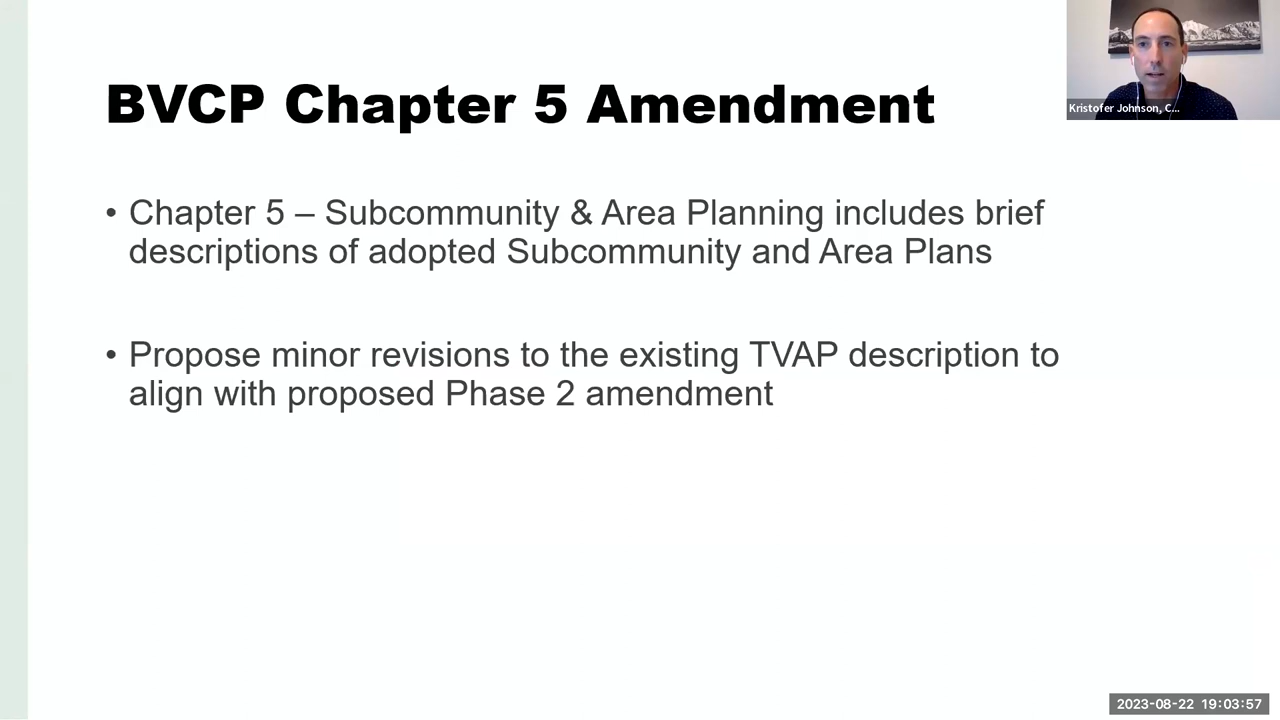 BVCP Chapter 5 Amendment
Kristofer Johnson, C...
• Chapter 5 – Subcommunity & Area Planning includes brief
descriptions of adopted Subcommunity and Area Plans
• Propose minor revisions to the existing TVAP description to
align with proposed Phase 2 amendment
2023-08-22 19:03:57